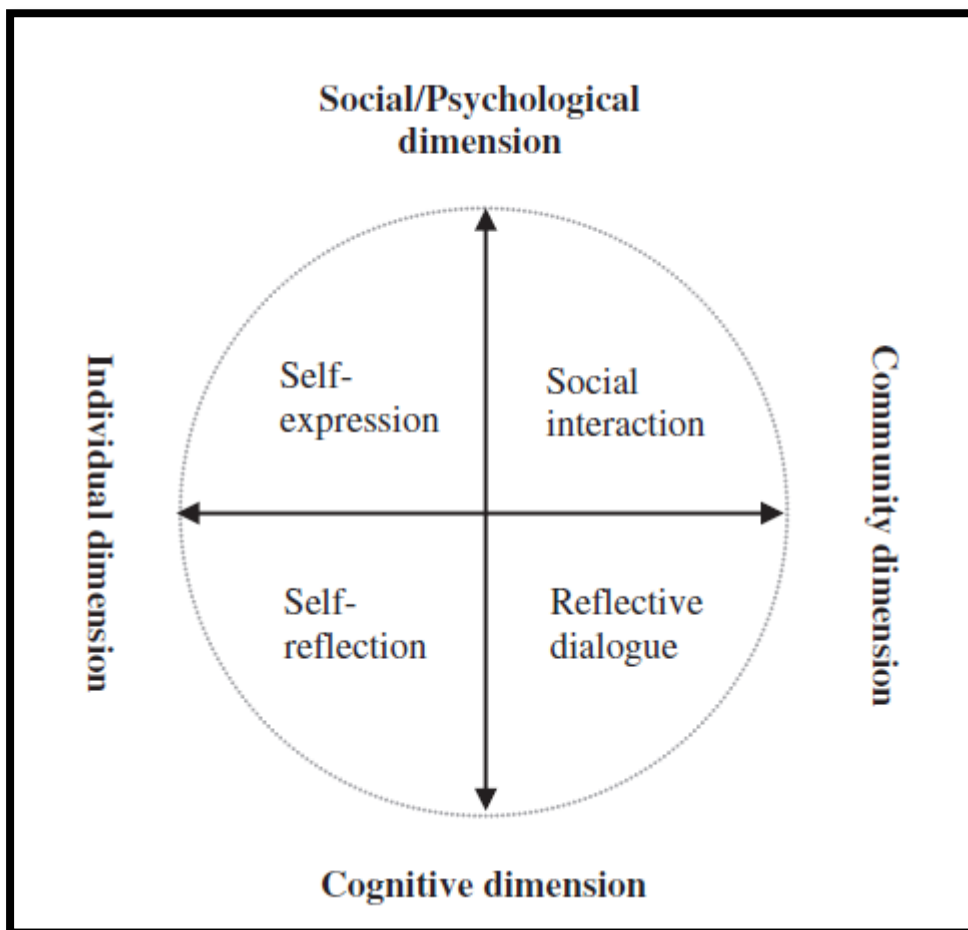 Social/Psychological
dimension
Individual dimension
Self-
expression
Social
interaction
Community dimension
Self-
reflection
Reflective
dialogue
Cognitive dimension